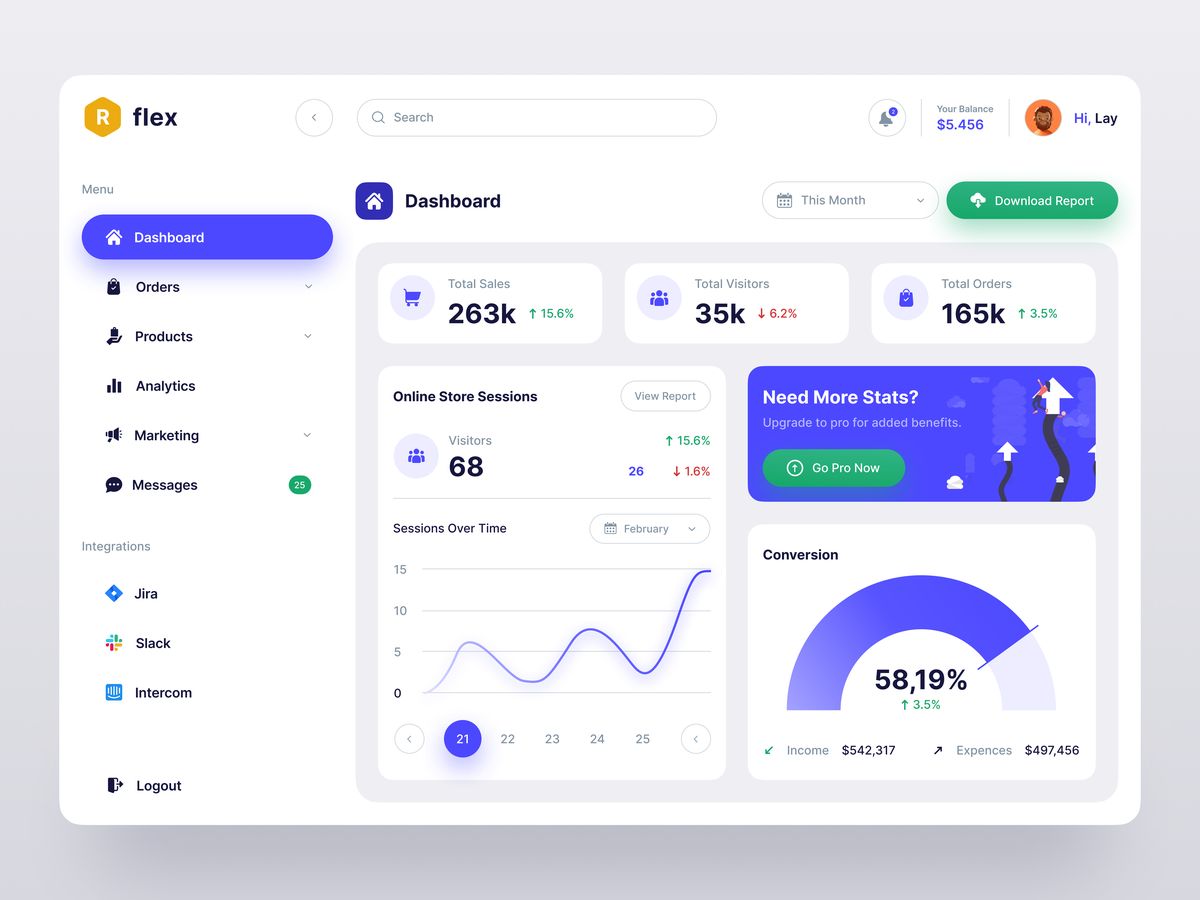 R flex
Search
2
Your Balance
$5.456
Hi, Lay
Menu
Dashboard
Orders
Products
Analytics
Marketing
Messages 25
Integrations
Jira
Slack
Intercom
Logout
Dashboard
This Month
Download Report
Total Sales
263k ↑ 15.6%
Total Visitors
35k ↓ 6.2%
Total Orders
165k ↑ 3.5%
Online Store Sessions
View Report
Visitors
68
↑ 15.6%
26 ↓ 1.6%
Sessions Over Time
February
15
10
5
0
21 22 23 24 25
Need More Stats?
Upgrade to pro for added benefits.
Go Pro Now
Conversion
58,19%
↑ 3.5%
Income $542,317
Expences $497,456